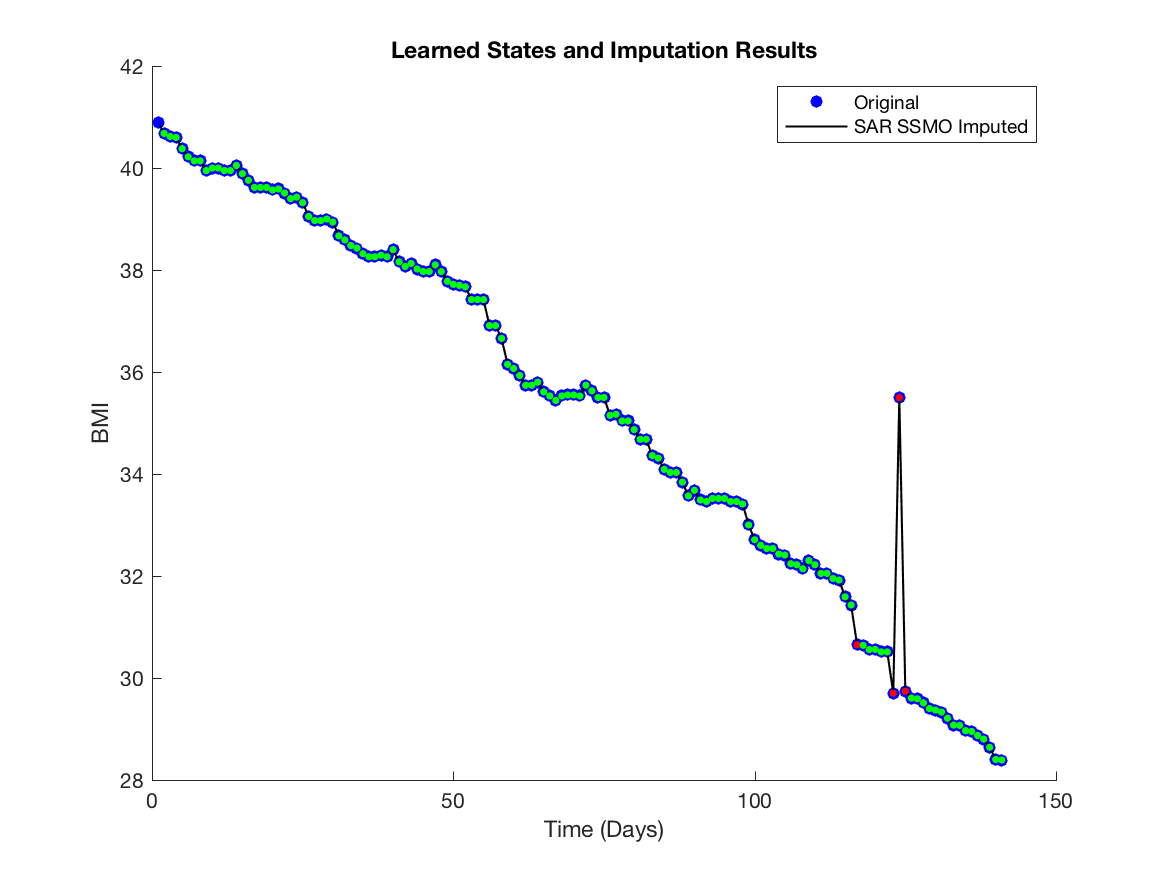 Learned States and Imputation Results
Original
SAR SSMO Imputed
42
40
38
36
34
32
30
28
BMI
0
50
100
150
Time (Days)